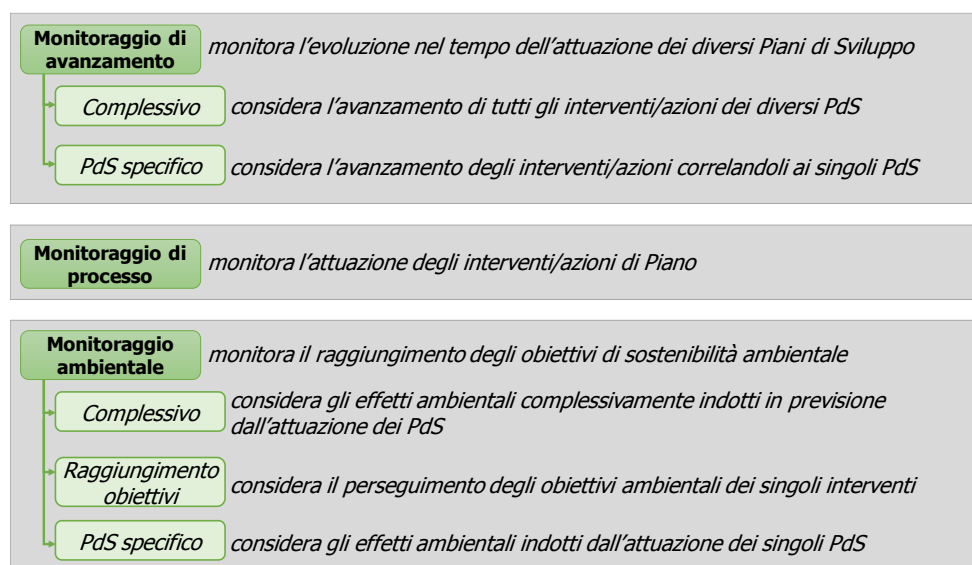 Monitoraggio di
avanzamento
monitora l'evoluzione nel tempo dell'attuazione dei diversi Piani di Sviluppo
Complessivo
considera l'avanzamento di tutti gli interventi/azioni dei diversi PdS
PdS specifico
considera l'avanzamento degli interventi/azioni correlandoli ai singoli PdS
Monitoraggio di
processo
monitora l'attuazione degli interventi/azioni di Piano
Monitoraggio
ambientale
monitora il raggiungimento degli obiettivi di sostenibilità ambientale
Complessivo
considera gli effetti ambientali complessivamente indotti in previsione
dall'attuazione dei PdS
Raggiungimento
obiettivi
considera il perseguimento degli obiettivi ambientali dei singoli interventi
PdS specifico
considera gli effetti ambientali indotti dall'attuazione dei singoli PdS